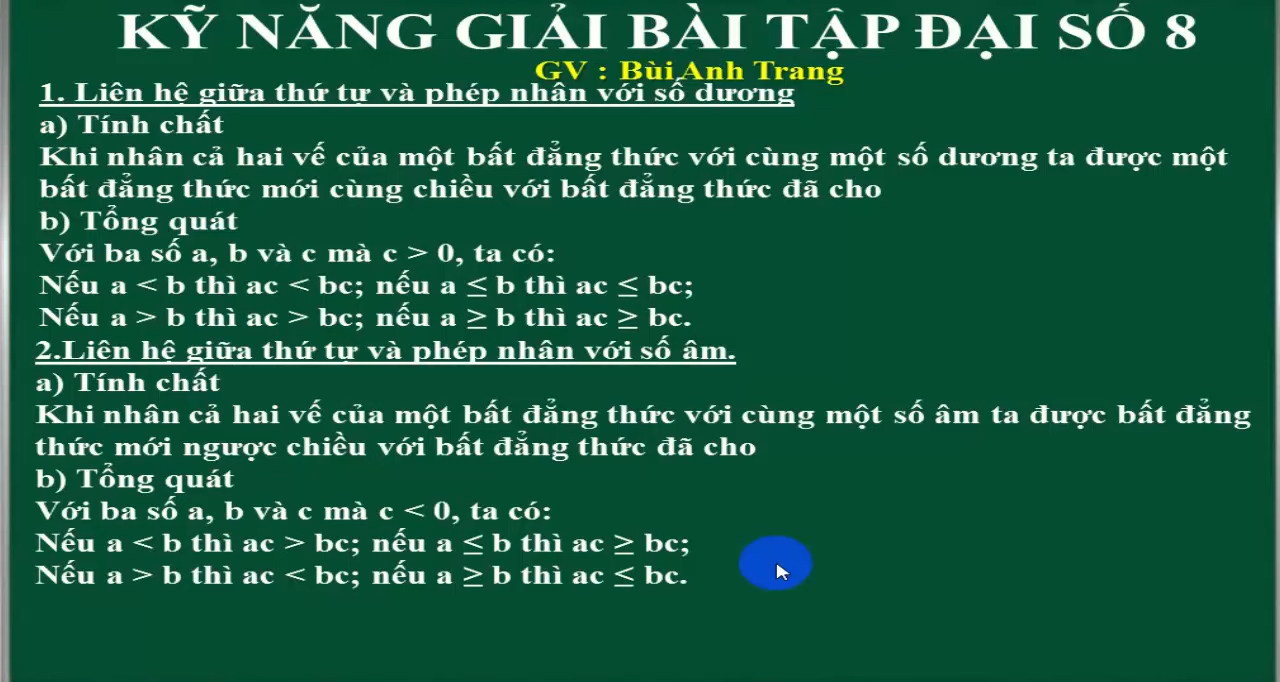 KỸ NĂNG GIẢI BÀI TẬP ĐẠI SỐ 8
GV : Bùi Anh Trang
1. Liên hệ giữa thứ tự và phép nhân với số dương
a) Tính chất
Khi nhân cả hai vế của một bất đẳng thức với cùng một số dương ta được một
bất đẳng thức mới cùng chiều với bất đẳng thức đã cho
b) Tổng quát
Với ba số a, b và c mà c > 0, ta có:
Nếu a < b thì ac < bc; nếu a ≤ b thì ac ≤ bc;
Nếu a > b thì ac > bc; nếu a ≥ b thì ac ≥ bc.
2.Liên hệ giữa thứ tự và phép nhân với số âm.
a) Tính chất
Khi nhân cả hai vế của một bất đẳng thức với cùng một số âm ta được bất đẳng
thức mới ngược chiều với bất đẳng thức đã cho
b) Tổng quát
Với ba số a, b và c mà c < 0, ta có:
Nếu a < b thì ac > bc; nếu a ≤ b thì ac ≥ bc;
Nếu a > b thì ac < bc; nếu a ≥ b thì ac ≤ bc.